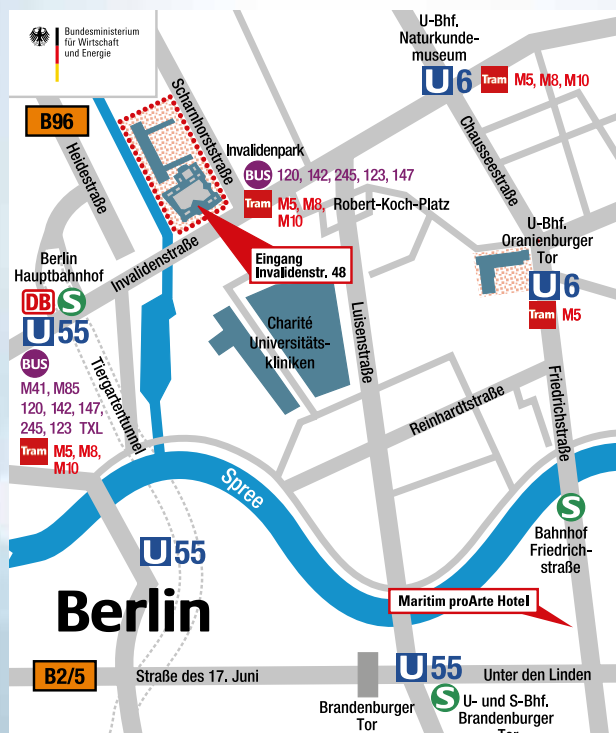 Bundesministerium
für Wirtschaft
und Energie
B96
Heidestraße
Scharnhorststraße
U-Bhf.
Naturkunde-
museum
U6 Tram M5, M8, M10
Chausseestraße
Invalidenpark
BUS 120, 142, 245, 123, 147
Tram M5, M8,
M10
Robert-Koch-Platz
Eingang
Invalidenstr. 48
Invalidenstraße
U-Bhf.
Oranienburger
Tor
U6
Tram M5
Berlin
Hauptbahnhof
DB S
U55
BUS
M41, M85
120, 142, 147,
245, 123 TXL
Tram M5, M8,
M10
Tiergartentunnel
Charité
Universitäts-
kliniken
Luisenstraße
Reinhardtstraße
Friedrichstraße
Spree
S
Bahnhof
Friedrich-
straße
U55
Berlin
Maritim proArte Hotel
B2/5
Straße des 17. Juni
Unter den Linden
Brandenburger
Tor
U55
S
U- und S-Bhf.
Brandenburger
Tor